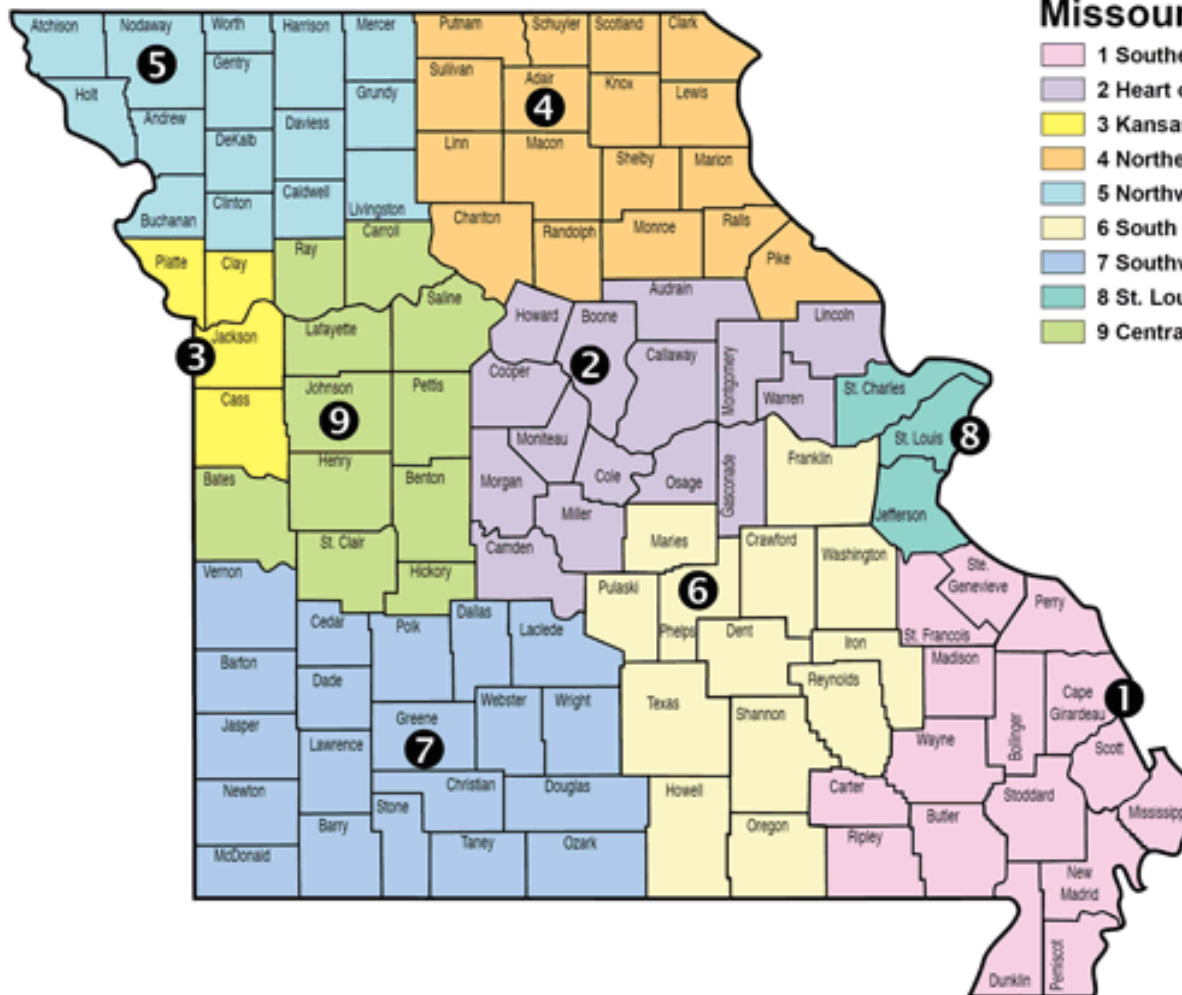 Missour
1 Southe
2 Heart o
3 Kansa
4 Northe
5 Northw
6 South
7 Southw
8 St. Lou
9 Centra
Atchison
Nodaway
Worth
Harrison
Mercer
Putnam
Schuyler
Scotland
Clark
5
Gentry
Sullivan
Adair
Knox
Lewis
Holt
Grundy
4
Andrew
DeKalb
Daviess
Linn
Macon
Shelby
Marion
Buchanan
Clinton
Caldwell
Livingston
Chariton
Randolph
Monroe
Ralls
Carroll
Platte
Clay
Ray
Pike
Saline
Audrain
Howard
Boone
Lincoln
3
Jackson
Lafayette
2
Callaway
Montgomery
Cooper
Cass
Johnson
Pettis
Warren
St. Charles
9
Moniteau
St. Louis
8
Henry
Franklin
Bates
Benton
Morgan
Cole
Osage
Gasconade
Miller
Jefferson
St. Clair
Camden
Maries
Crawford
Washington
Vernon
Hickory
Pulaski
6
Ste.
Genevieve
Perry
Cedar
Polk
Dallas
Laclede
Phelps
Dent
Iron
St. Francois
Barton
Dade
Madison
Reynolds
Webster
Wright
Texas
Shannon
Cape
Girardeau
1
Jasper
Greene
Lawrence
7
Wayne
Bollinger
Scott
Newton
Christian
Douglas
Howell
Carter
Stoddard
Stone
Mississipp
Barry
Oregon
Butler
McDonald
Taney
Ozark
Ripley
New
Madrid
Dunklin
Pemiscot